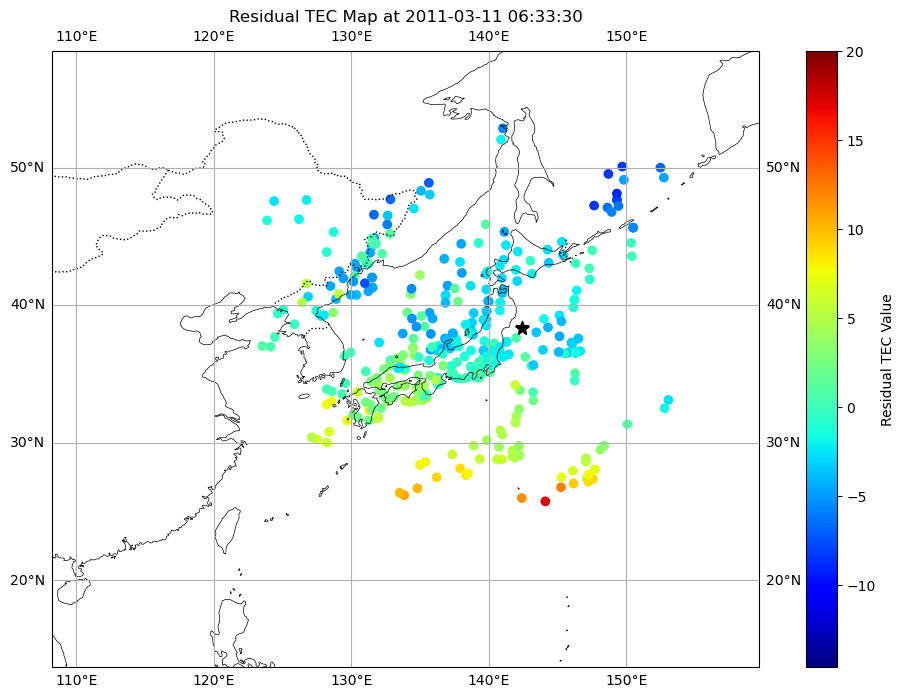 Residual TEC Map at 2011-03-11 06:33:30
110°E 120°E 130°E 140°E 150°E
20
15
50°N 50°N
10
40°N 40°N
5
Residual TEC Value
0
30°N 30°N
−5
20°N 20°N
−10
110°E 120°E 130°E 140°E 150°E